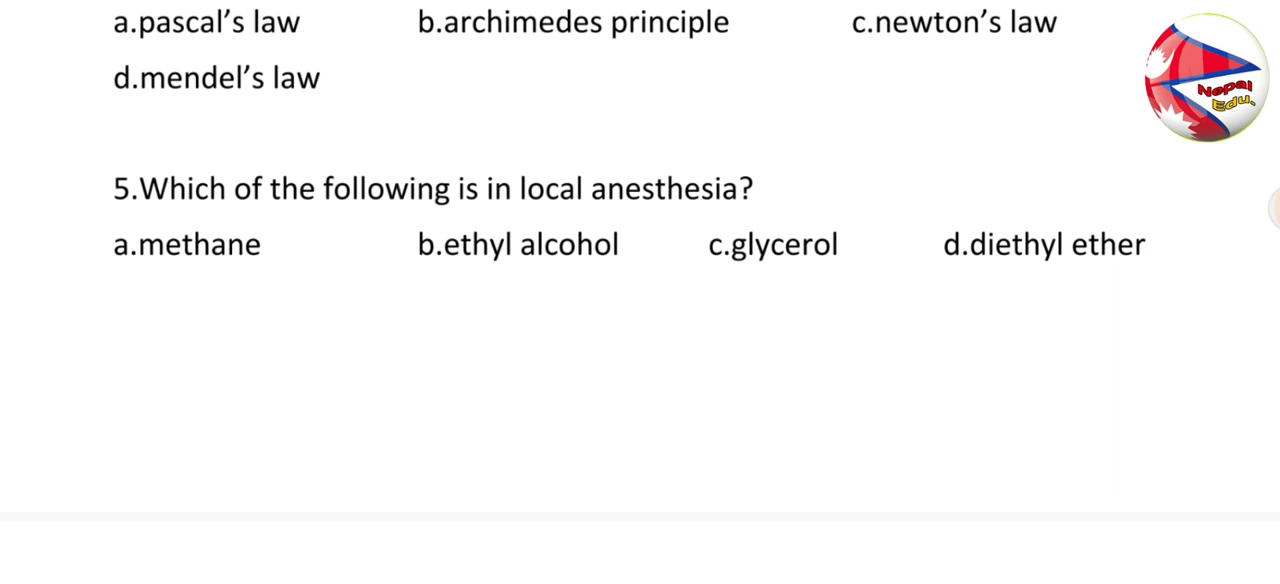 a.pascal’s law b.archimedes principle c.newton’s law
d.mendel’s law
Nepal
Edu.
5.Which of the following is in local anesthesia?
a.methane b.ethyl alcohol c.glycerol d.diethyl ether